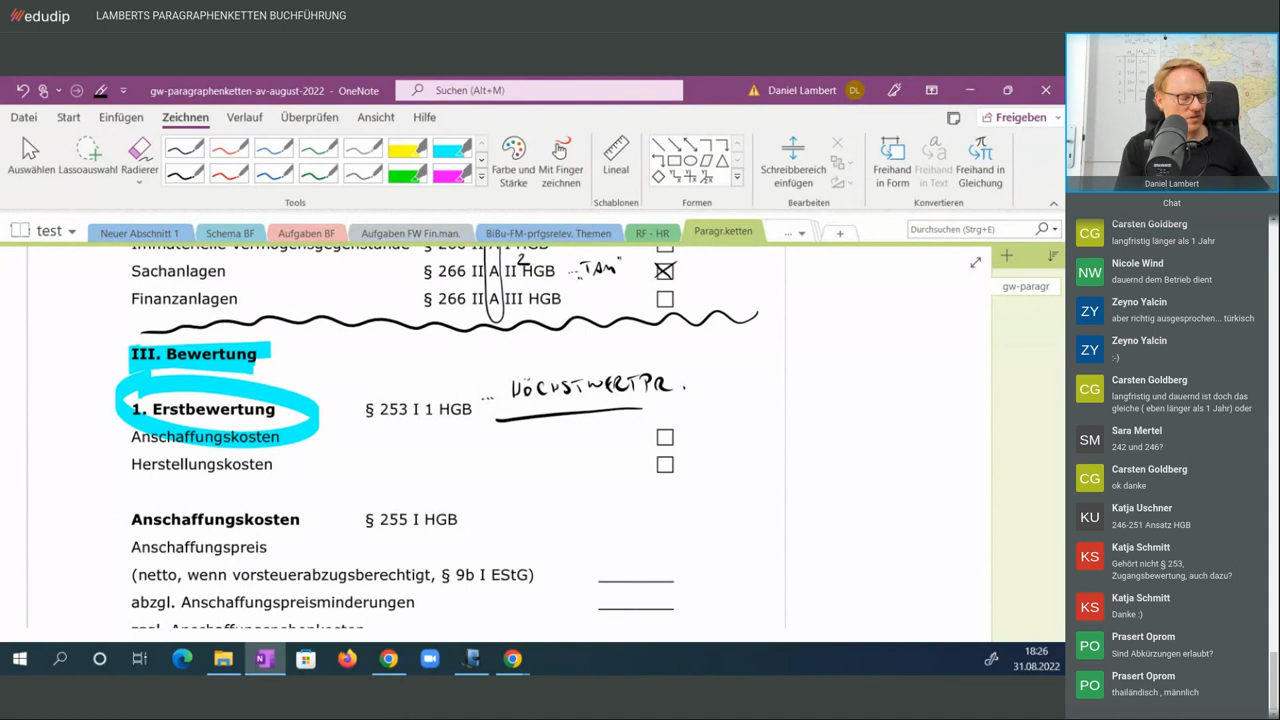 edudip
LAMBERTS PARAGRAPHENKETTEN BUCHFÜHRUNG
gw-paragraphenketten-av-august-2022 - OneNote
Suchen (Alt+M)
Daniel Lambert
DL
Datei
Start
Einfügen
Zeichnen
Überprüfen
Verlauf
Ansicht
Hilfe
Freigeben
Auswählen
Lassoauswahl
Radierer
Farbe und Stärke
Mit Finger zeichnen
Lineal
Schreibbereich einfügen
Freihand in Form
Freihand in Text
Freihand in Gleichung
Tools
Schablonen
Formen
Bearbeiten
Konvertieren
test
Neuer Abschnitt 1
Schema BF
Aufgaben BF
Aufgaben FW Fin.man.
BiBu-FM-prfgsrelev. Themen
RF - HR
Paragr.ketten
...
Durchsuchen (Strg+E)
gw-paragr
Immaterielle Vermögensgegenstände § 266 II A I HGB
Sachanlagen § 266 II A II 2 HGB ..."TAM"
Finanzanlagen § 266 II A III HGB
III. Bewertung
1. Erstbewertung § 253 I 1 HGB ... HÖCHSTWERTPR.
Anschaffungskosten
Herstellungskosten
Anschaffungskosten § 255 I HGB
Anschaffungspreis
(netto, wenn vorsteuerabzugsberechtigt, § 9b I EStG)
abzgl. Anschaffungspreisminderungen
zzgl. Anschaffungsnebenkosten
18:26
31.08.2022
Daniel Lambert
Chat
CG
Carsten Goldberg
langfristig länger als 1 Jahr
NW
Nicole Wind
dauernd dem Betrieb dient
ZY
Zeyno Yalcin
aber richtig ausgesprochen... türkisch
ZY
Zeyno Yalcin
:-)
CG
Carsten Goldberg
langfristig und dauernd ist doch das
gleiche ( eben länger als 1 Jahr) oder
SM
Sara Mertel
242 und 246?
CG
Carsten Goldberg
ok danke
KU
Katja Uschner
246-251 Ansatz HGB
KS
Katja Schmitt
Gehört nicht § 253,
Zugangsbewertung, auch dazu?
KS
Katja Schmitt
Danke :)
PO
Prasert Oprom
Sind Abkürzungen erlaubt?
PO
Prasert Oprom
thailändisch , männlich